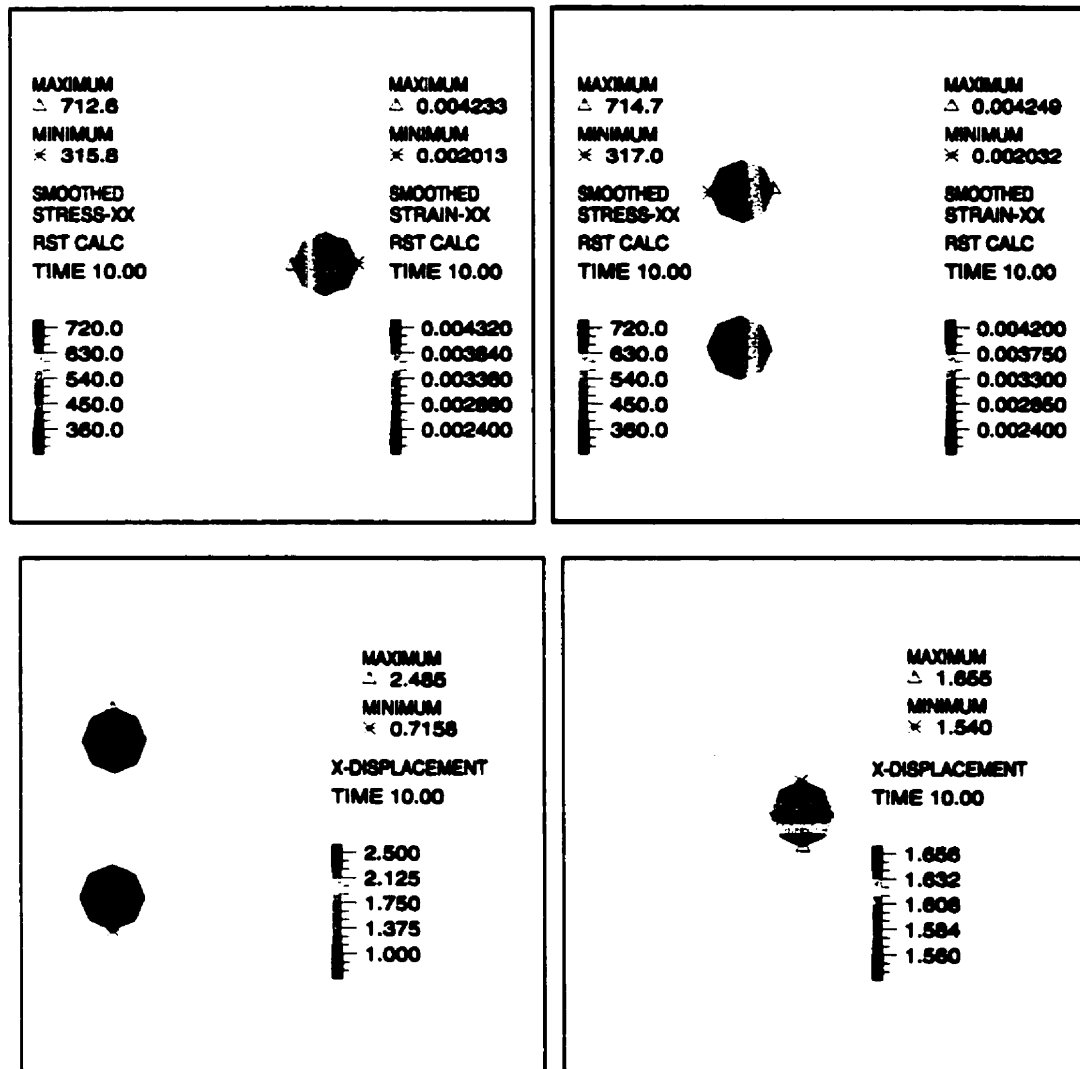 MAXIMUM
△ 712.6
MINIMUM
✳ 315.8
SMOOTHED
STRESS-XX
RST CALC
TIME 10.00
720.0
630.0
540.0
450.0
360.0
MAXIMUM
△ 0.004233
MINIMUM
✳ 0.002013
SMOOTHED
STRAIN-XX
RST CALC
TIME 10.00
0.004320
0.003840
0.003360
0.002880
0.002400
MAXIMUM
△ 714.7
MINIMUM
✳ 317.0
SMOOTHED
STRESS-XX
RST CALC
TIME 10.00
720.0
630.0
540.0
450.0
360.0
MAXIMUM
△ 0.004249
MINIMUM
✳ 0.002032
SMOOTHED
STRAIN-XX
RST CALC
TIME 10.00
0.004200
0.003750
0.003300
0.002850
0.002400
MAXIMUM
△ 2.485
MINIMUM
✳ 0.7158
X-DISPLACEMENT
TIME 10.00
2.500
2.125
1.750
1.375
1.000
MAXIMUM
△ 1.655
MINIMUM
✳ 1.540
X-DISPLACEMENT
TIME 10.00
1.656
1.632
1.608
1.584
1.560